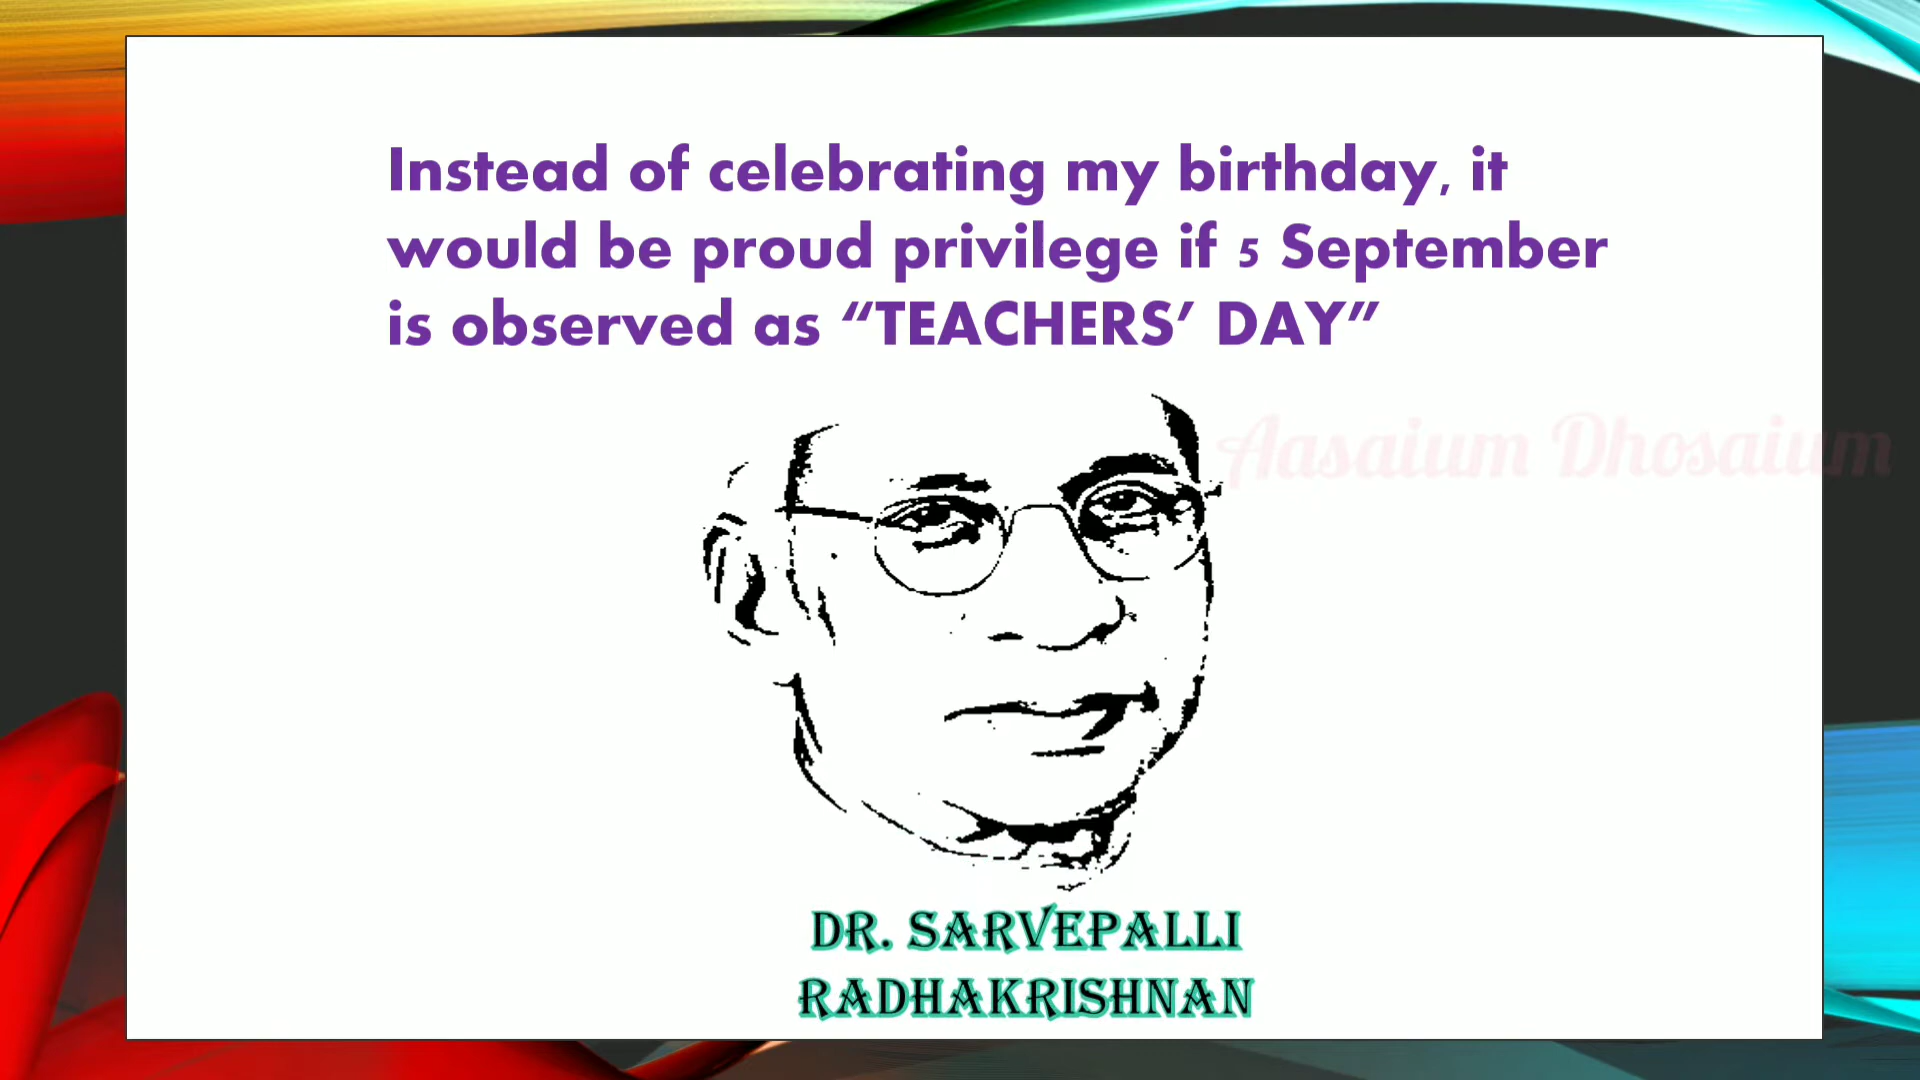 Instead of celebrating my birthday, it
would be proud privilege if 5 September
is observed as “TEACHERS’ DAY”
Aasaium Dhosaium
DR. SARVEPALLI
RADHAKRISHNAN